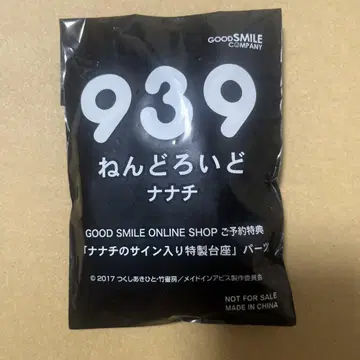 GOODSMILE
COMPANY
939
ねんどろいど
ナナチ
GOOD SMILE ONLINE SHOP ご予約特典
「ナナチのサイン入り特製台座」パーツ
© 2017 つくしあきひと・竹書房／メイドインアビス製作委員会
NOT FOR SALE
MADE IN CHINA